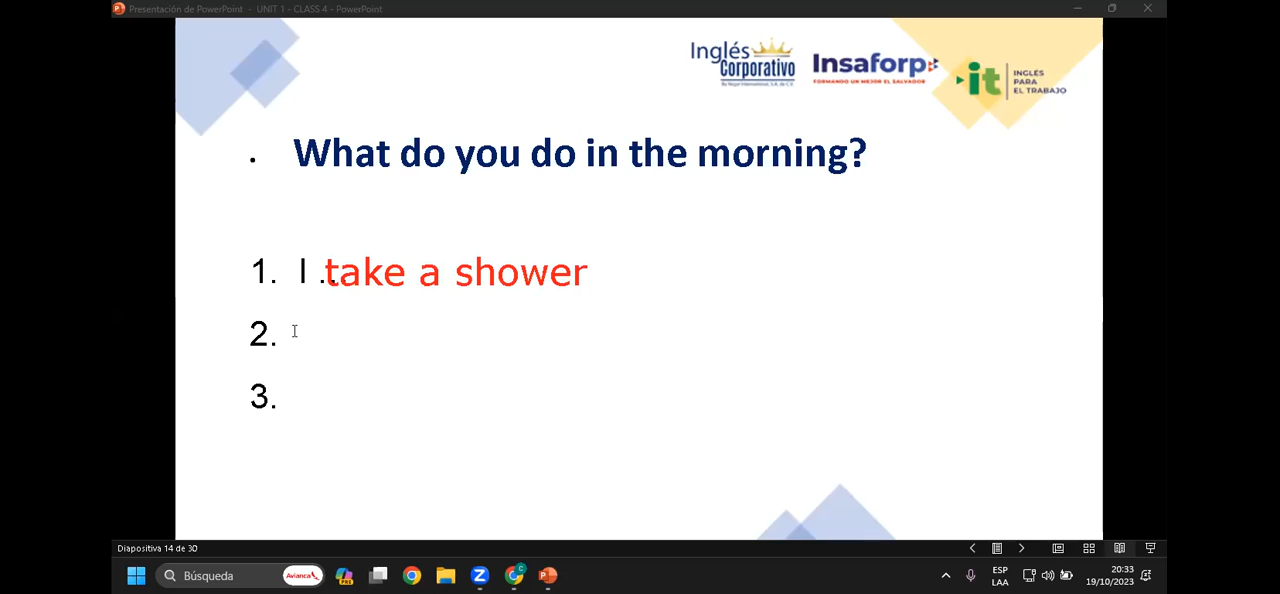 Presentación de PowerPoint - UNIT 1 - CLASS 4 - PowerPoint
Inglés
Corporativo
Insaforp
FORMANDO UN MEJOR EL SALVADOR
it
INGLÉS
PARA
EL TRABAJO
• What do you do in the morning?
1. I ..take a shower
2.
3.
Diapositiva 14 de 30
Búsqueda
Avianca
PRE
C
ESP
LAA
20:33
19/10/2023